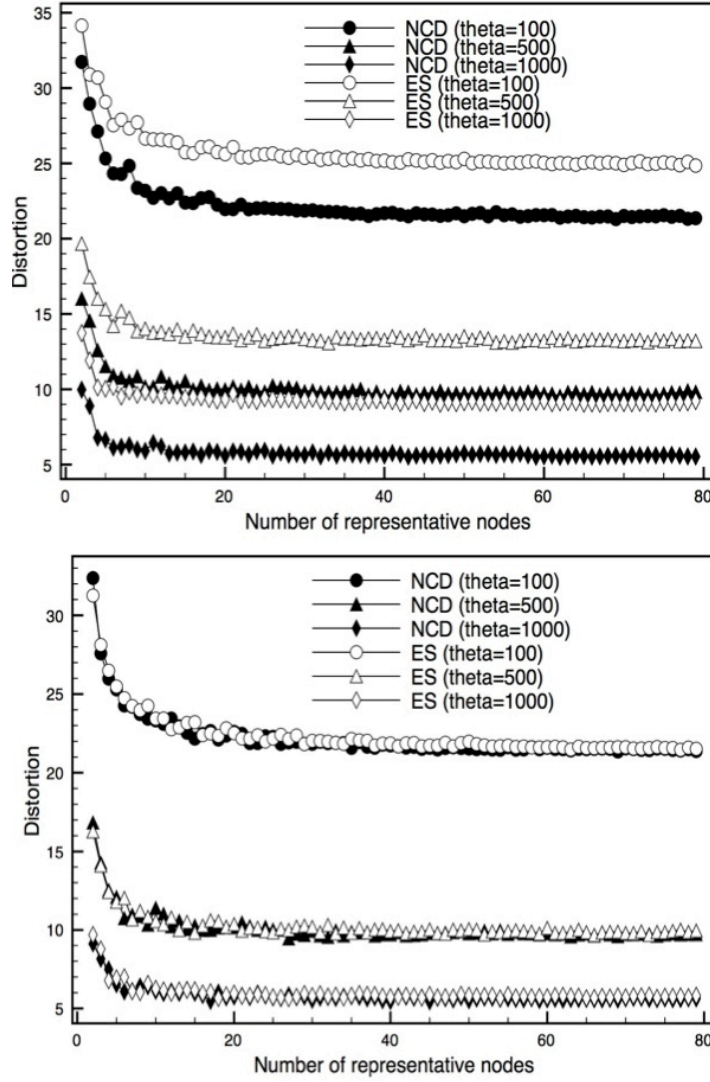 35
30
25
20
15
10
5
Distortion
NCD (theta=100)
NCD (theta=500)
NCD (theta=1000)
ES (theta=100)
ES (theta=500)
ES (theta=1000)
0 20 40 60 80
Number of representative nodes
30
25
20
15
10
5
Distortion
NCD (theta=100)
NCD (theta=500)
NCD (theta=1000)
ES (theta=100)
ES (theta=500)
ES (theta=1000)
0 20 40 60 80
Number of representative nodes